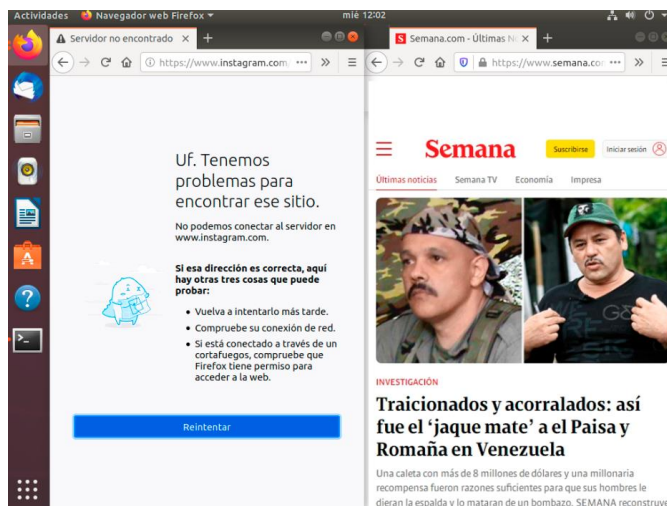 Actividades Navegador web Firefox mié 12:02
Servidor no encontrado
https://www.instagram.com
Uf. Tenemos
problemas para
encontrar ese sitio.
No podemos conectar al servidor en
www.instagram.com.
Si esa dirección es correcta, aquí
hay otras tres cosas que puede
probar:
• Vuelva a intentarlo más tarde.
• Compruebe su conexión de red.
• Si está conectado a través de un
cortafuegos, compruebe que
Firefox tiene permiso para
acceder a la web.
Reintentar
S Semana.com - Últimas
https://www.semana.co
Semana
Suscribirse
Iniciar sesión
Últimas noticias Semana TV Economía Impresa
INVESTIGACIÓN
Traicionados y acorralados: así
fue el ‘jaque mate’ a el Paisa y
Romaña en Venezuela
Una caleta con más de 8 millones de dólares y una millonaria
recompensa fueron razones suficientes para que sus hombres le
dieran la espalda y lo mataran de un bombazo. SEMANA reconstruye